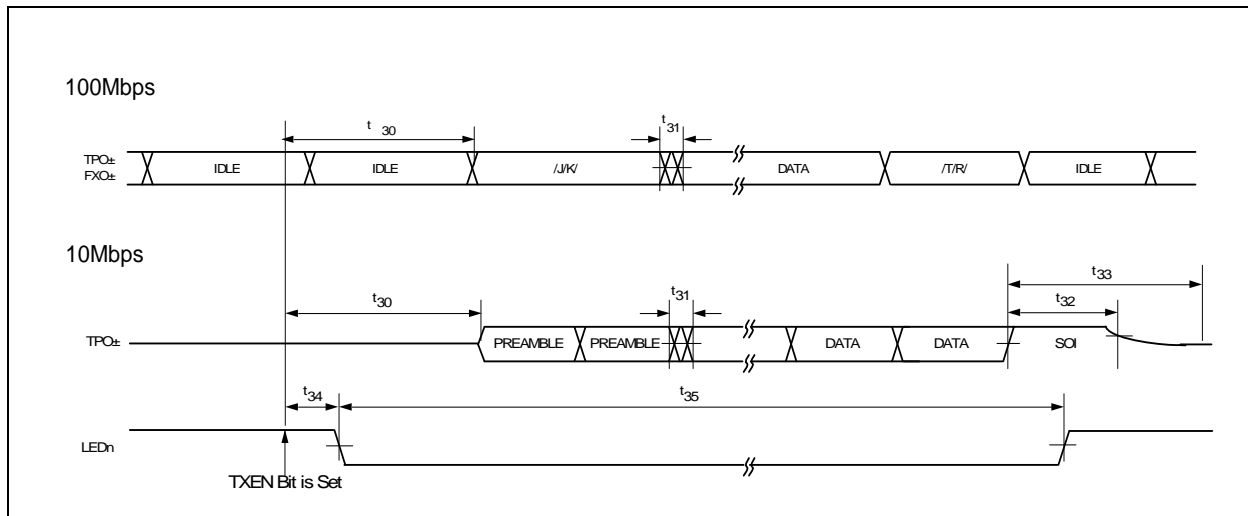 100Mbps
t 30
t31
TPO±
FXO±
IDLE
IDLE
/J/K/
DATA
/T/R/
IDLE
10Mbps
t33
t30
t31
t32
TPO±
PREAMBLE
PREAMBLE
DATA
DATA
SOI
t34
t35
LEDn
TXEN Bit is Set